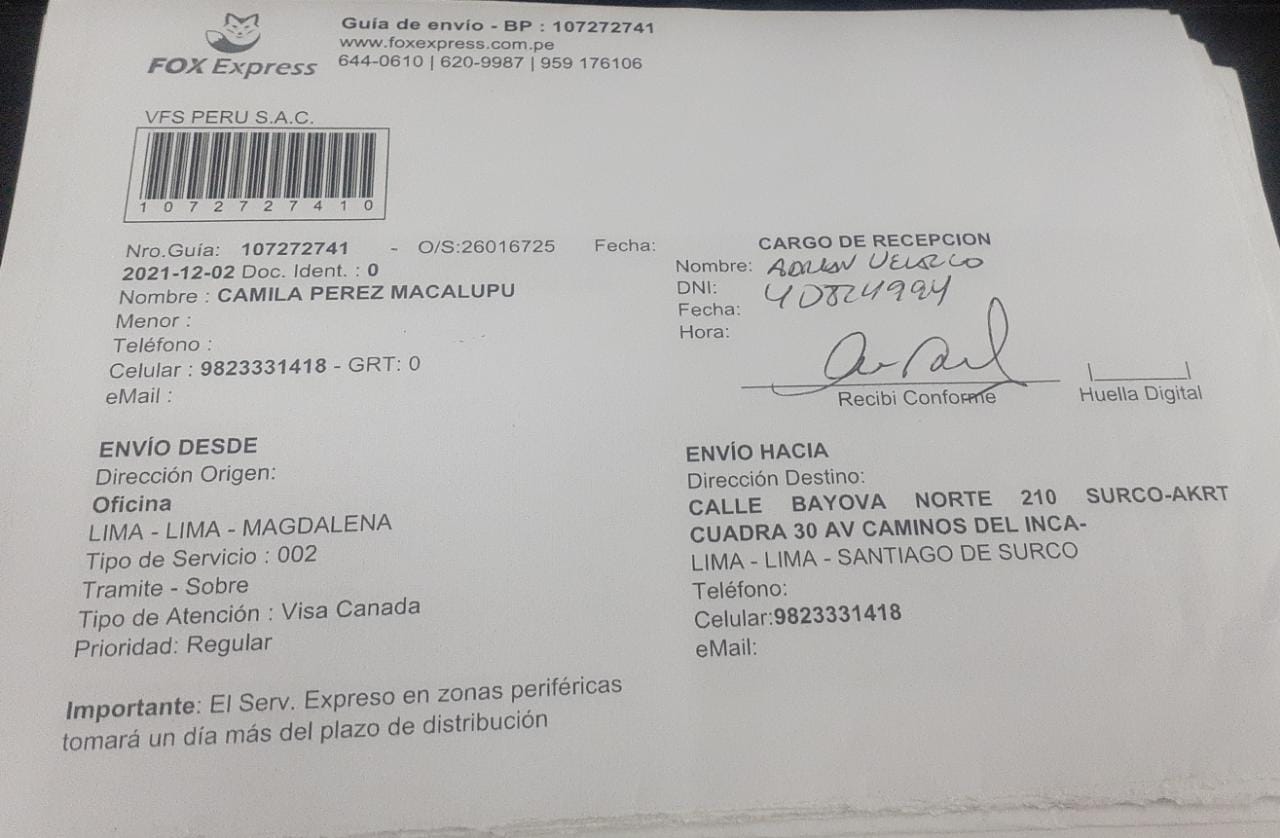 FOX Express
Guía de envío - BP : 107272741
www.foxexpress.com.pe
644-0610 | 620-9987 | 959 176106
VFS PERU S.A.C.
1 0 7 2 7 2 7 4 1 0
Nro.Guía: 107272741 - O/S:26016725 Fecha:
2021-12-02 Doc. Ident. : 0
Nombre : CAMILA PEREZ MACALUPU
Menor :
Teléfono :
Celular : 9823331418 - GRT: 0
eMail :
CARGO DE RECEPCION
Nombre: ADRIAN VELAZCO
DNI: 40824994
Fecha:
Hora:
Recibi Conforme
Huella Digital
ENVÍO DESDE
Dirección Origen:
Oficina
LIMA - LIMA - MAGDALENA
Tipo de Servicio : 002
Tramite - Sobre
Tipo de Atención : Visa Canada
Prioridad: Regular
ENVÍO HACIA
Dirección Destino:
CALLE BAYOVA NORTE 210 SURCO-AKRT
CUADRA 30 AV CAMINOS DEL INCA-
LIMA - LIMA - SANTIAGO DE SURCO
Teléfono:
Celular:9823331418
eMail:
Importante: El Serv. Expreso en zonas periféricas
tomará un día más del plazo de distribución